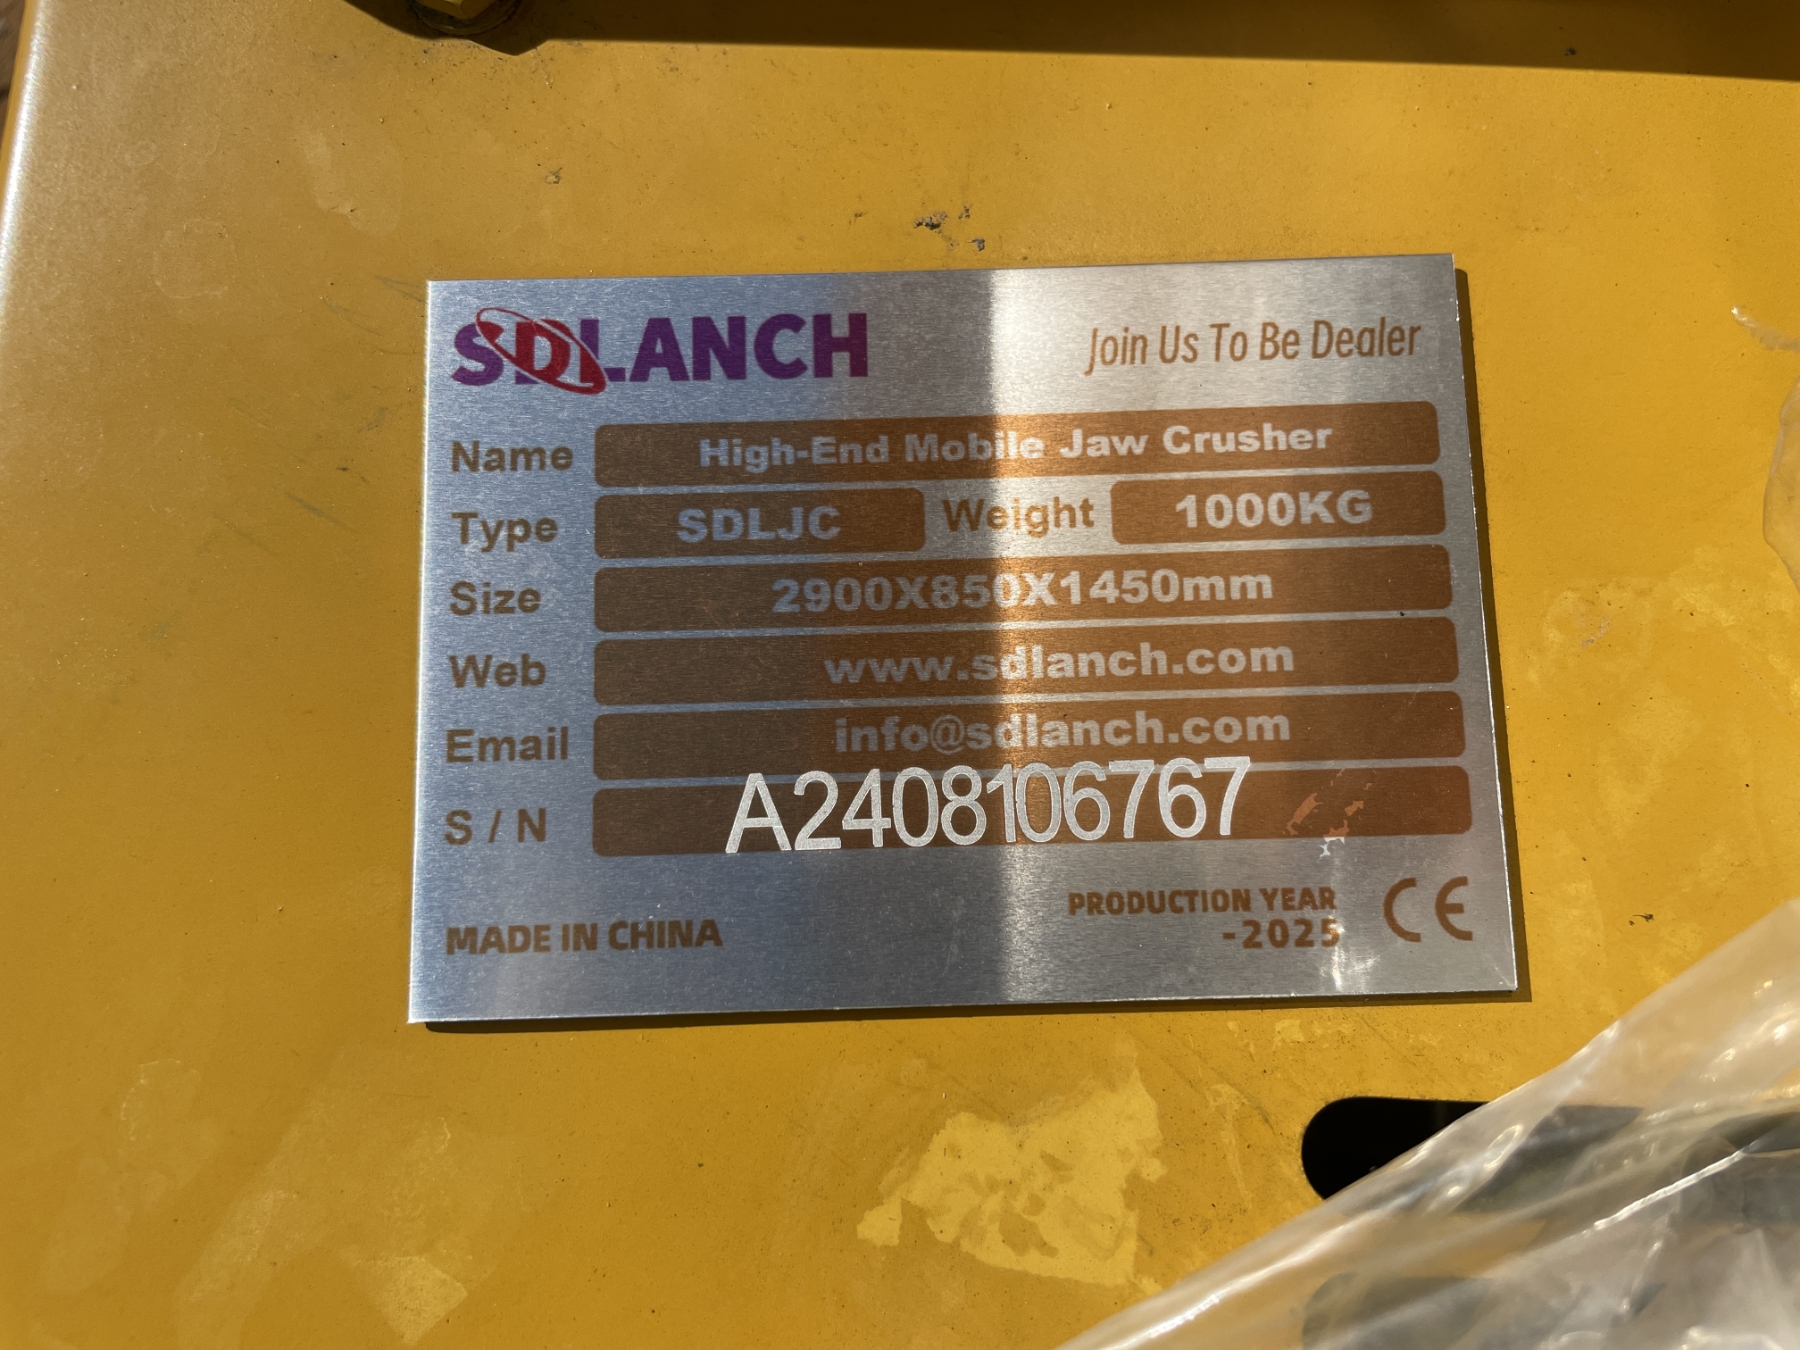 SDLANCH Join Us To Be Dealer
Name High-End Mobile Jaw Crusher
Type SDLJC Weight 1000KG
Size 2900X850X1450mm
Web www.sdlanch.com
Email info@sdlanch.com
S / N A2408106767
MADE IN CHINA PRODUCTION YEAR CE
-2025